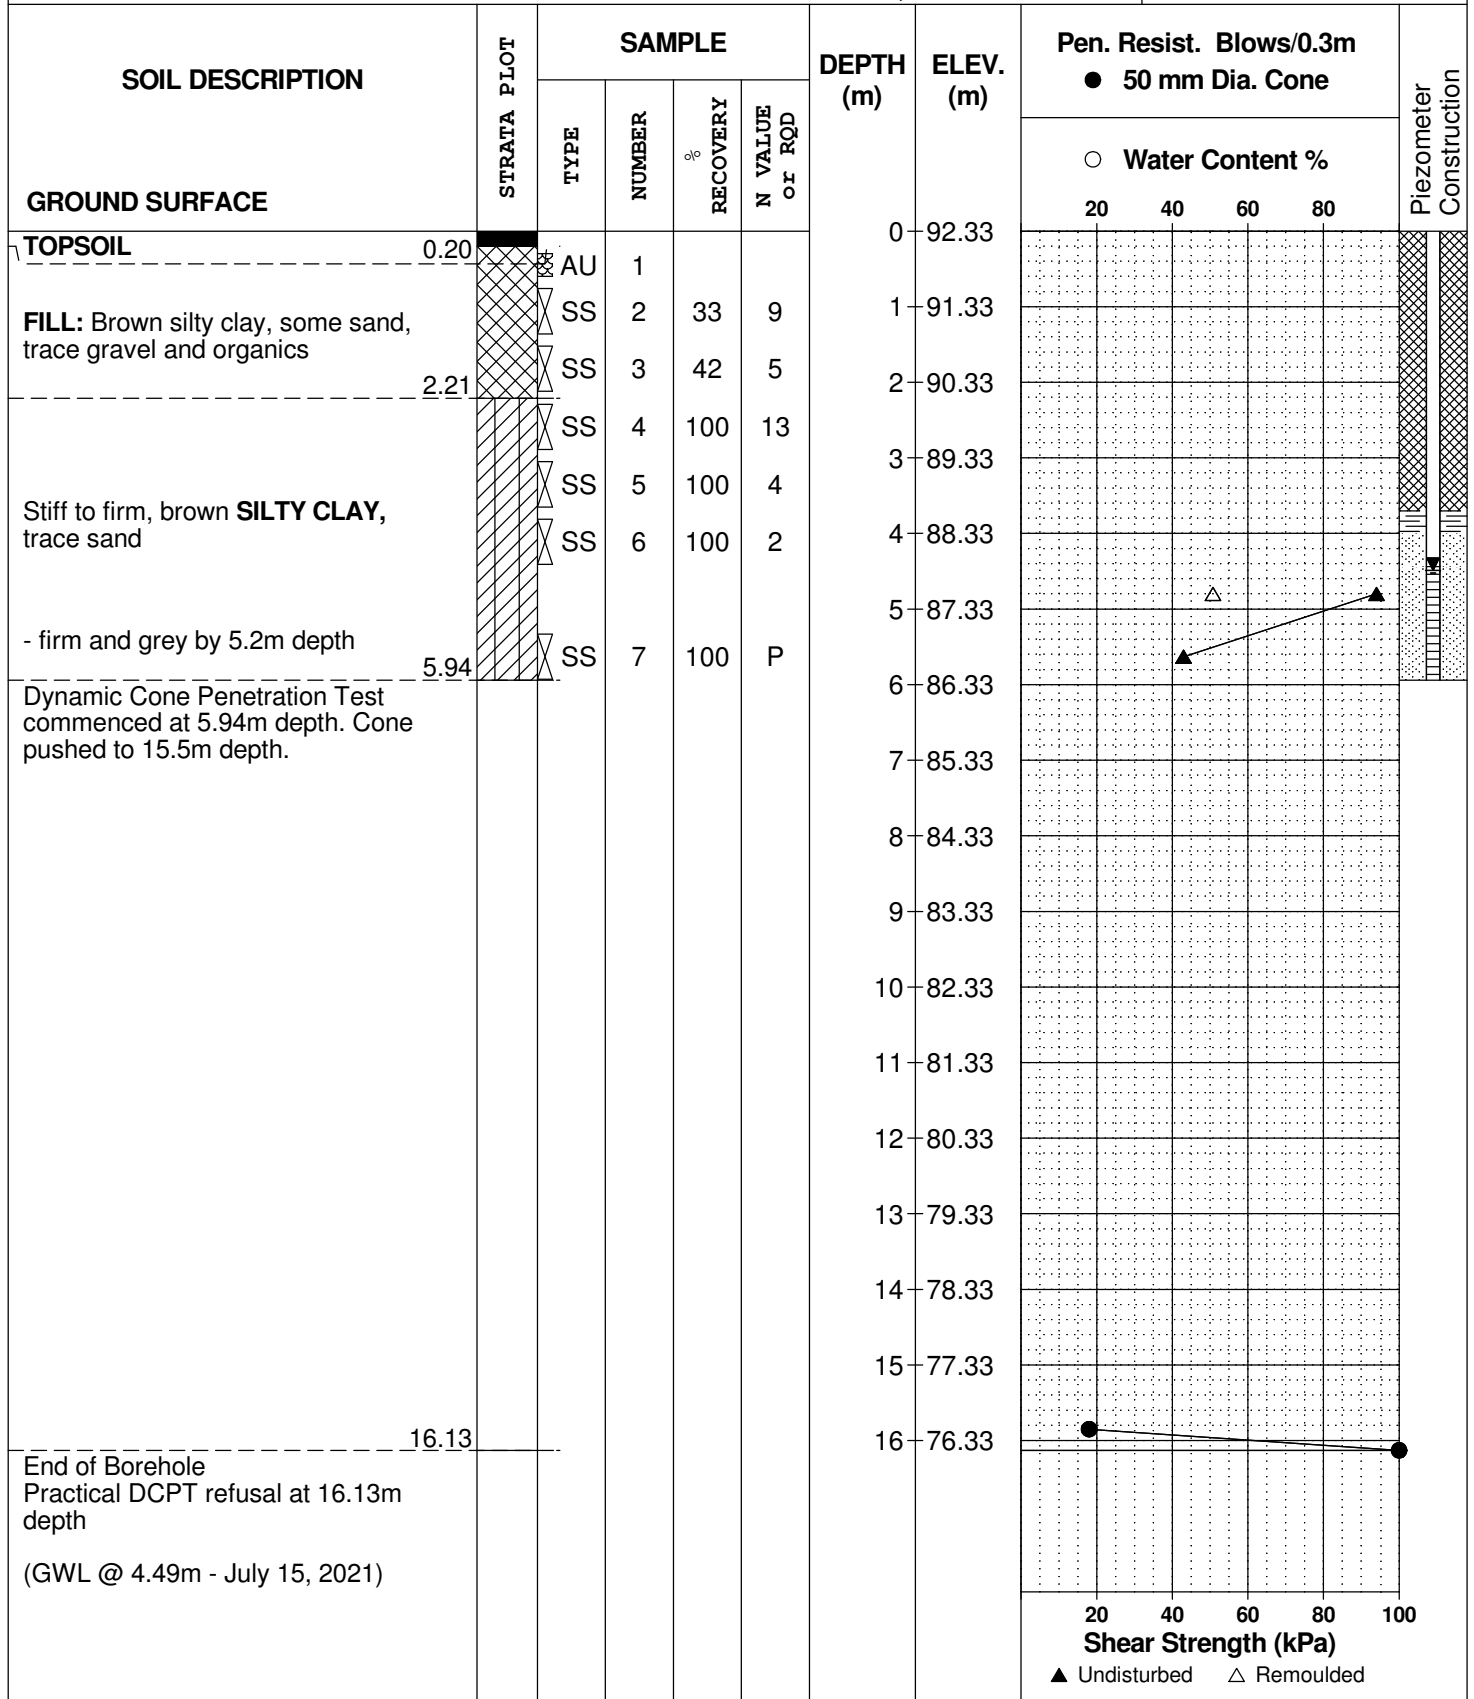 SOIL DESCRIPTION
GROUND SURFACE
STRATA PLOT
SAMPLE
TYPE
NUMBER
% RECOVERY
N VALUE or RQD
DEPTH (m)
ELEV. (m)
Pen. Resist. Blows/0.3m
● 50 mm Dia. Cone
○ Water Content %
20 40 60 80
Piezometer Construction
TOPSOIL 0.20
FILL: Brown silty clay, some sand,
trace gravel and organics
2.21
Stiff to firm, brown SILTY CLAY,
trace sand
- firm and grey by 5.2m depth
5.94
Dynamic Cone Penetration Test
commenced at 5.94m depth. Cone
pushed to 15.5m depth.
16.13
End of Borehole
Practical DCPT refusal at 16.13m
depth
(GWL @ 4.49m - July 15, 2021)
AU 1
SS 2 33 9
SS 3 42 5
SS 4 100 13
SS 5 100 4
SS 6 100 2
SS 7 100 P
0 92.33
1 91.33
2 90.33
3 89.33
4 88.33
5 87.33
6 86.33
7 85.33
8 84.33
9 83.33
10 82.33
11 81.33
12 80.33
13 79.33
14 78.33
15 77.33
16 76.33
20 40 60 80 100
Shear Strength (kPa)
▲ Undisturbed △ Remoulded